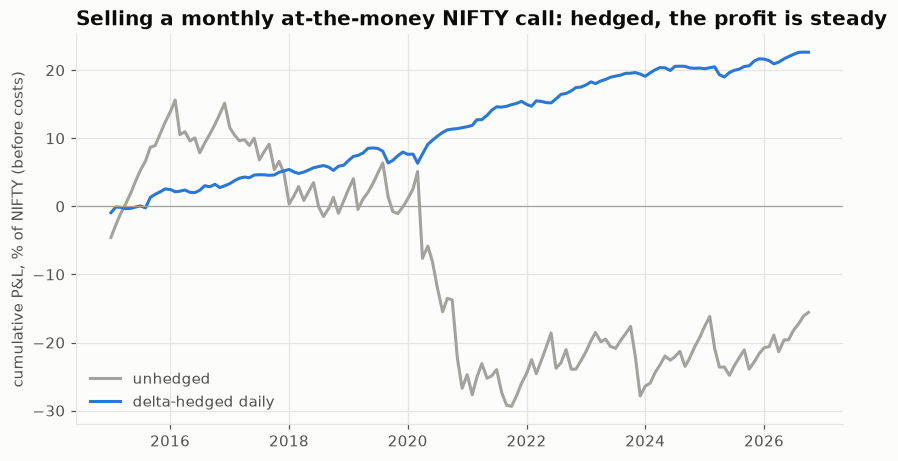 Selling a monthly at-the-money NIFTY call: hedged, the profit is steady
cumulative P&L, % of NIFTY (before costs)
20
10
0
−10
−20
−30
unhedged
delta-hedged daily
2016 2018 2020 2022 2024 2026